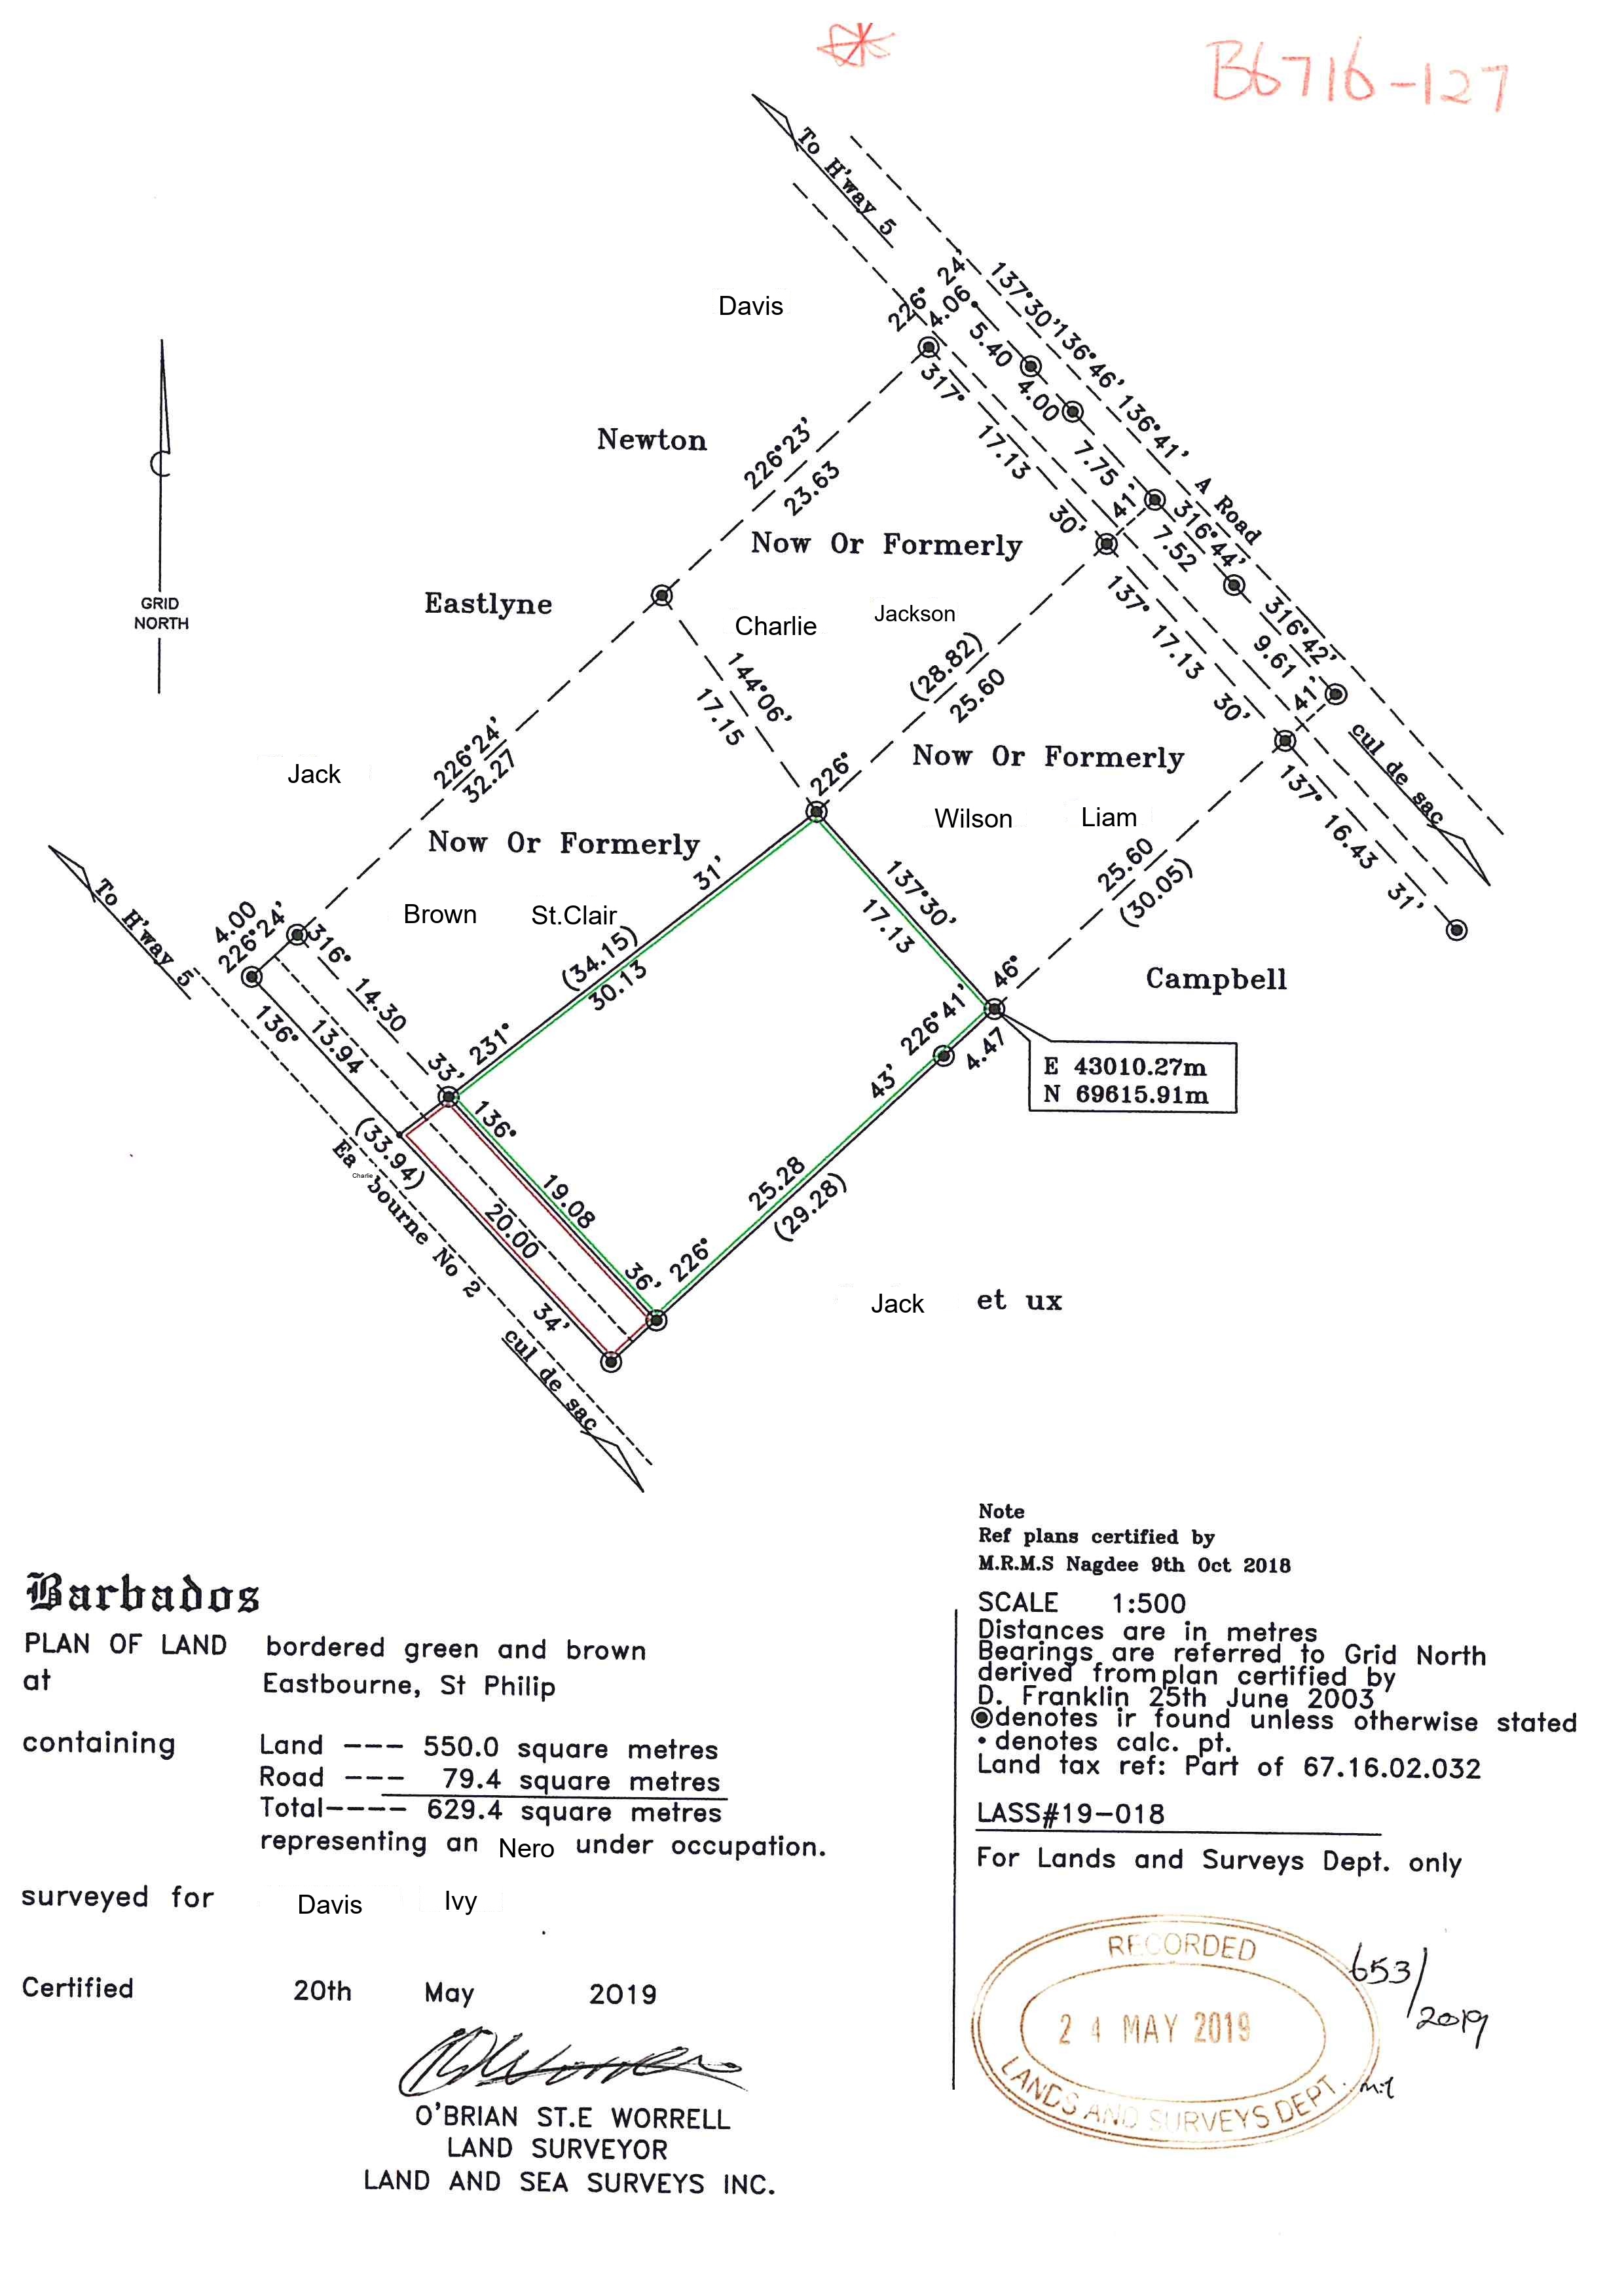 B6716-127
To H'way 5
24'
137°30' 136°46' 136°41' A Road
226°
4.06
5.40
4.00
7.75
41'
316°44'
7.52
316°42'
9.61
41'
cul de sac
Davis
317°
17.13
30'
137°
17.13
30'
137°
16.43
31'
Newton
226°23'
23.63
Now Or Formerly
Charlie Jackson
GRID
NORTH
Eastlyne
144°06'
17.15
(28.82)
25.60
226°
Now Or Formerly
Wilson Liam
25.60
(30.05)
Jack
226°24'
32.27
Now Or Formerly
Brown St.Clair
31'
(34.15)
30.13
231°
137°30'
17.13
46°
Campbell
226°41'
4.47
E 43010.27m
N 69615.91m
To H'way 5
4.00
226°24'
316°
14.30
33'
136°
13.94
(33.94)
20.00
34'
136°
19.08
36'
43'
25.28
(29.28)
226°
Ea
Charlie
bourne No 2
cul de sac
Jack et ux
Note
Ref plans certified by
M.R.M.S Nagdee 9th Oct 2018
SCALE 1:500
Distances are in metres
Bearings are referred to Grid North
derived from plan certified by
D. Franklin 25th June 2003
denotes ir found unless otherwise stated
• denotes calc. pt.
Land tax ref: Part of 67.16.02.032
LASS#19-018
For Lands and Surveys Dept. only
RECORDED
24 MAY 2019
LANDS AND SURVEYS DEPT.
653/
2019
Barbados
PLAN OF LAND bordered green and brown
at Eastbourne, St Philip
containing Land --- 550.0 square metres
Road --- 79.4 square metres
Total---- 629.4 square metres
representing an Nero under occupation.
surveyed for Davis Ivy
Certified 20th May 2019
O'BRIAN ST.E WORRELL
LAND SURVEYOR
LAND AND SEA SURVEYS INC.